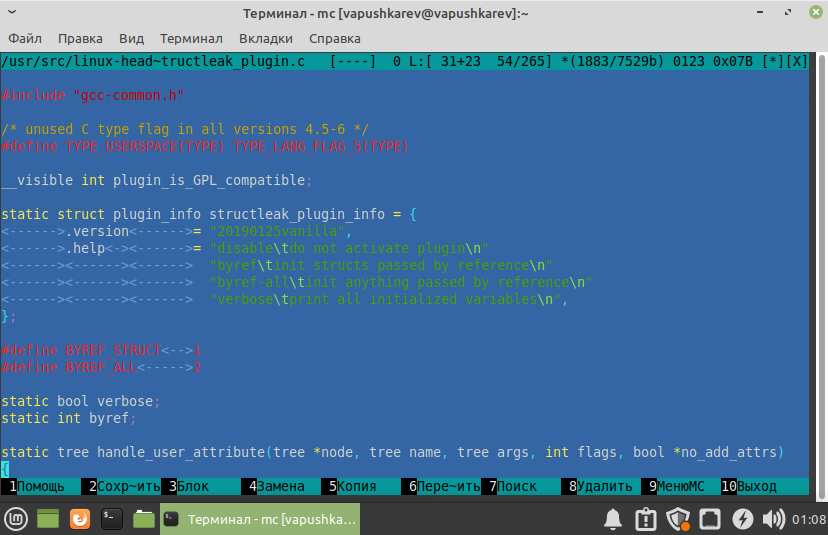 Терминал - mc [vapushkarev@vapushkarev]:~
Файл Правка Вид Терминал Вкладки Справка
/usr/src/linux-head~tructleak_plugin.c [----] 0 L:[ 31+23 54/265] *(1883/7529b) 0123 0x07B [*][X]
#include "gcc-common.h"
/* unused C type flag in all versions 4.5-6 */
#define TYPE_USERSPACE(TYPE) TYPE_LANG_FLAG_5(TYPE)
__visible int plugin_is_GPL_compatible;
static struct plugin_info structleak_plugin_info = {
<------>.version<------>= "20190125vanilla",
<------>.help<-><------>= "disable\tdo not activate plugin\n"
<------><------><------>  "byref\tinit structs passed by reference\n"
<------><------><------>  "byref-all\tinit anything passed by reference\n"
<------><------><------>  "verbose\tprint all initialized variables\n",
};
#define BYREF_STRUCT<-->1
#define BYREF_ALL<----->2
static bool verbose;
static int byref;
static tree handle_user_attribute(tree *node, tree name, tree args, int flags, bool *no_add_attrs)
{
1Помощь 2Сохр~ить 3Блок 4Замена 5Копия 6Пере~ить 7Поиск 8Удалить 9МенюMC 10Выход
Терминал - mc [vapushka... 01:08